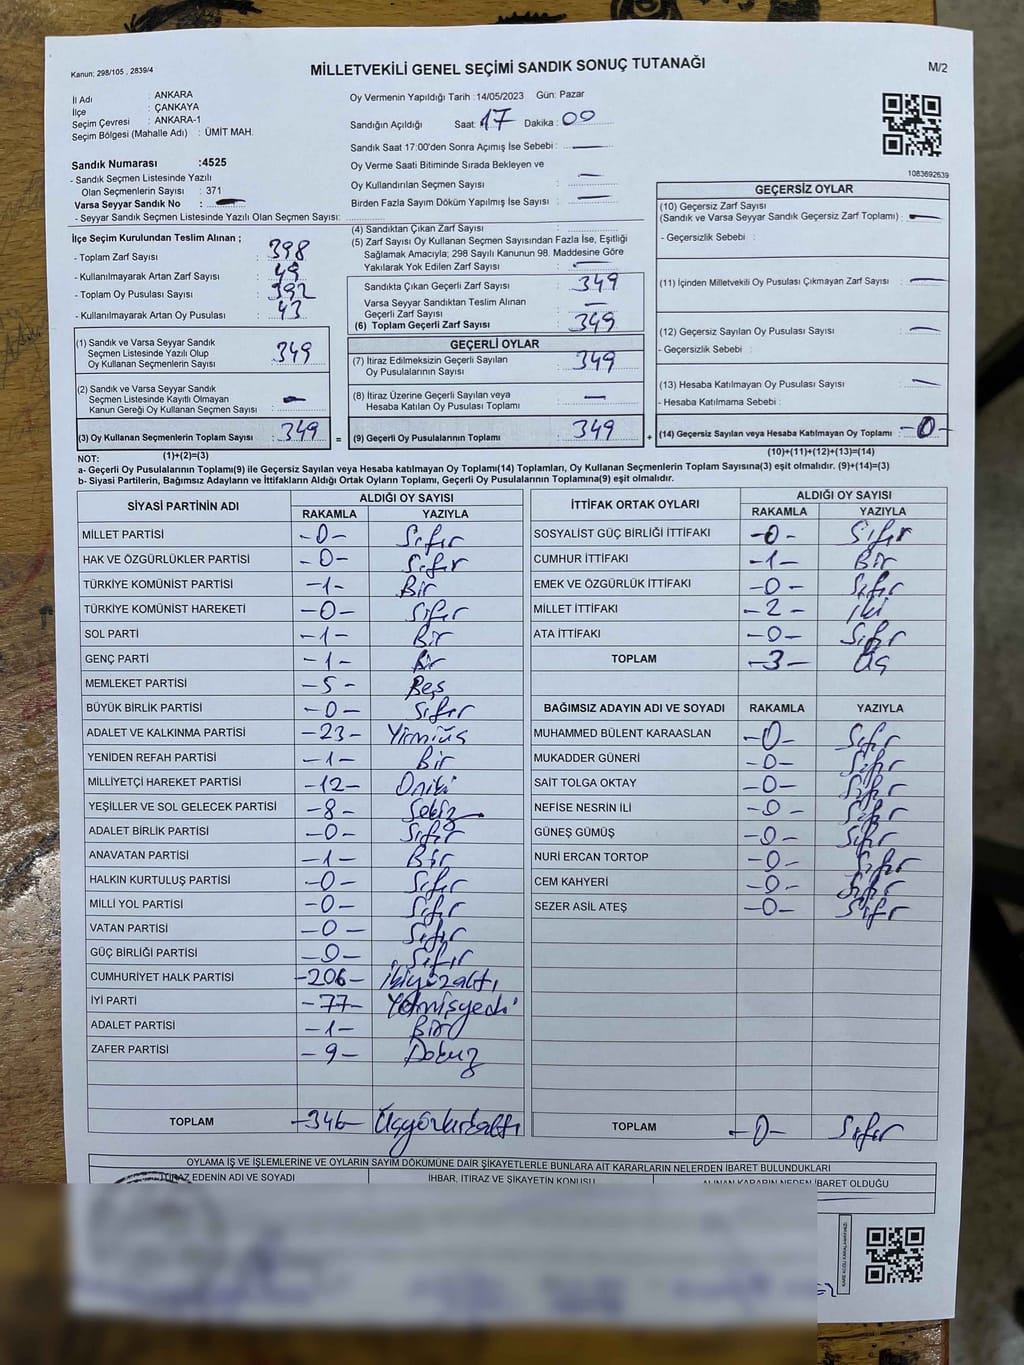 Kanun; 298/105 , 2839/4
MİLLETVEKİLİ GENEL SEÇİMİ SANDIK SONUÇ TUTANAĞI
M/2
İl Adı : ANKARA
İlçe : ÇANKAYA
Seçim Çevresi : ANKARA-1
Seçim Bölgesi (Mahalle Adı) : ÜMİT MAH.
Sandık Numarası :4525
- Sandık Seçmen Listesinde Yazılı
Olan Seçmenlerin Sayısı : 371
Varsa Seyyar Sandık No :
- Seyyar Sandık Seçmen Listesinde Yazılı Olan Seçmen Sayısı:
Oy Vermenin Yapıldığı Tarih :14/05/2023 Gün: Pazar
Sandığın Açıldığı Saat: 17 Dakika : 00
Sandık Saat 17:00'den Sonra Açımış İse Sebebi : —
Oy Verme Saati Bitiminde Sırada Bekleyen ve
Oy Kullandırılan Seçmen Sayısı : —
Birden Fazla Sayım Döküm Yapılmış İse Sayısı : —
1083692639
İlçe Seçim Kurulundan Teslim Alınan ;
- Toplam Zarf Sayısı : 398
- Kullanılmayarak Artan Zarf Sayısı : 49
- Toplam Oy Pusulası Sayısı : 392
- Kullanılmayarak Artan Oy Pusulası : 43
(1) Sandık ve Varsa Seyyar Sandık
Seçmen Listesinde Yazılı Olup
Oy Kullanan Seçmenlerin Sayısı : 349
(2) Sandık ve Varsa Seyyar Sandık
Seçmen Listesinde Kayıtlı Olmayan
Kanun Gereği Oy Kullanan Seçmen Sayısı : —
(3) Oy Kullanan Seçmenlerin Toplam Sayısı : 349 =
(4) Sandıktan Çıkan Zarf Sayısı :
(5) Zarf Sayısı Oy Kullanan Seçmen Sayısından Fazla İse, Eşitliği
Sağlamak Amacıyla; 298 Sayılı Kanunun 98. Maddesine Göre
Yakılarak Yok Edilen Zarf Sayısı : —
Sandıkta Çıkan Geçerli Zarf Sayısı : 349
Varsa Seyyar Sandıktan Teslim Alınan
Geçerli Zarf Sayısı : —
(6) Toplam Geçerli Zarf Sayısı : 349
GEÇERLİ OYLAR
(7) İtiraz Edilmeksizin Geçerli Sayılan
Oy Pusulalarının Sayısı : 349
(8) İtiraz Üzerine Geçerli Sayılan veya
Hesaba Katılan Oy Pusulası Toplamı : —
(9) Geçerli Oy Pusulalarının Toplamı : 349 +
GEÇERSİZ OYLAR
(10) Geçersiz Zarf Sayısı
(Sandık ve Varsa Seyyar Sandık Geçersiz Zarf Toplamı) : —
- Geçersizlik Sebebi :
(11) İçinden Milletvekili Oy Pusulası Çıkmayan Zarf Sayısı : —
(12) Geçersiz Sayılan Oy Pusulası Sayısı : —
- Geçersizlik Sebebi :
(13) Hesaba Katılmayan Oy Pusulası Sayısı : —
- Hesaba Katılmama Sebebi :
(14) Geçersiz Sayılan veya Hesaba Katılmayan Oy Toplamı : -0-
NOT: (1)+(2)=(3) (10)+(11)+(12)+(13)=(14)
a- Geçerli Oy Pusulalarının Toplamı(9) ile Geçersiz Sayılan veya Hesaba katılmayan Oy Toplamı(14) Toplamları, Oy Kullanan Seçmenlerin Toplam Sayısına(3) eşit olmalıdır. (9)+(14)=(3)
b- Siyasi Partilerin, Bağımsız Adayların ve İttifakların Aldığı Ortak Oyların Toplamı, Geçerli Oy Pusulalarının Toplamına(9) eşit olmalıdır.
SİYASİ PARTİNİN ADI ALDIĞI OY SAYISI
RAKAMLA YAZIYLA
MİLLET PARTİSİ -0- Sıfır
HAK VE ÖZGÜRLÜKLER PARTİSİ -0- Sıfır
TÜRKİYE KOMÜNİST PARTİSİ -1- Bir
TÜRKİYE KOMÜNİST HAREKETİ -0- Sıfır
SOL PARTİ -1- Bir
GENÇ PARTİ -1- Bir
MEMLEKET PARTİSİ -5- Beş
BÜYÜK BİRLİK PARTİSİ -0- Sıfır
ADALET VE KALKINMA PARTİSİ -23- Yirmiüç
YENİDEN REFAH PARTİSİ -1- Bir
MİLLİYETÇİ HAREKET PARTİSİ -12- Oniki
YEŞİLLER VE SOL GELECEK PARTİSİ -8- Sekiz
ADALET BİRLİK PARTİSİ -0- Sıfır
ANAVATAN PARTİSİ -1- Bir
HALKIN KURTULUŞ PARTİSİ -0- Sıfır
MİLLİ YOL PARTİSİ -0- Sıfır
VATAN PARTİSİ -0- Sıfır
GÜÇ BİRLİĞİ PARTİSİ -0- Sıfır
CUMHURİYET HALK PARTİSİ -206- İkiyüzaltı
İYİ PARTİ -77- Yetmişyedi
ADALET PARTİSİ -1- Bir
ZAFER PARTİSİ -9- Dokuz
TOPLAM -346- Üçyüzkırkaltı
İTTİFAK ORTAK OYLARI ALDIĞI OY SAYISI
RAKAMLA YAZIYLA
SOSYALİST GÜÇ BİRLİĞİ İTTİFAKI -0- Sıfır
CUMHUR İTTİFAKI -1- Bir
EMEK VE ÖZGÜRLÜK İTTİFAKI -0- Sıfır
MİLLET İTTİFAKI -2- İki
ATA İTTİFAKI -0- Sıfır
TOPLAM -3- Üç
BAĞIMSIZ ADAYIN ADI VE SOYADI RAKAMLA YAZIYLA
MUHAMMED BÜLENT KARAASLAN -0- Sıfır
MUKADDER GÜNERİ -0- Sıfır
SAİT TOLGA OKTAY -0- Sıfır
NEFİSE NESRİN İLİ -0- Sıfır
GÜNEŞ GÜMÜŞ -0- Sıfır
NURİ ERCAN TORTOP -0- Sıfır
CEM KAHYERİ -0- Sıfır
SEZER ASİL ATEŞ -0- Sıfır
TOPLAM -0- Sıfır
OYLAMA İŞ VE İŞLEMLERİNE VE OYLARIN SAYIM DÖKÜMÜNE DAİR ŞİKAYETLERLE BUNLARA AİT KARARLARIN NELERDEN İBARET BULUNDUKLARI
İTİRAZ EDENİN ADI VE SOYADI İHBAR, İTİRAZ VE ŞİKAYETİN KONUSU ALINAN KARARIN NEDEN İBARET OLDUĞU